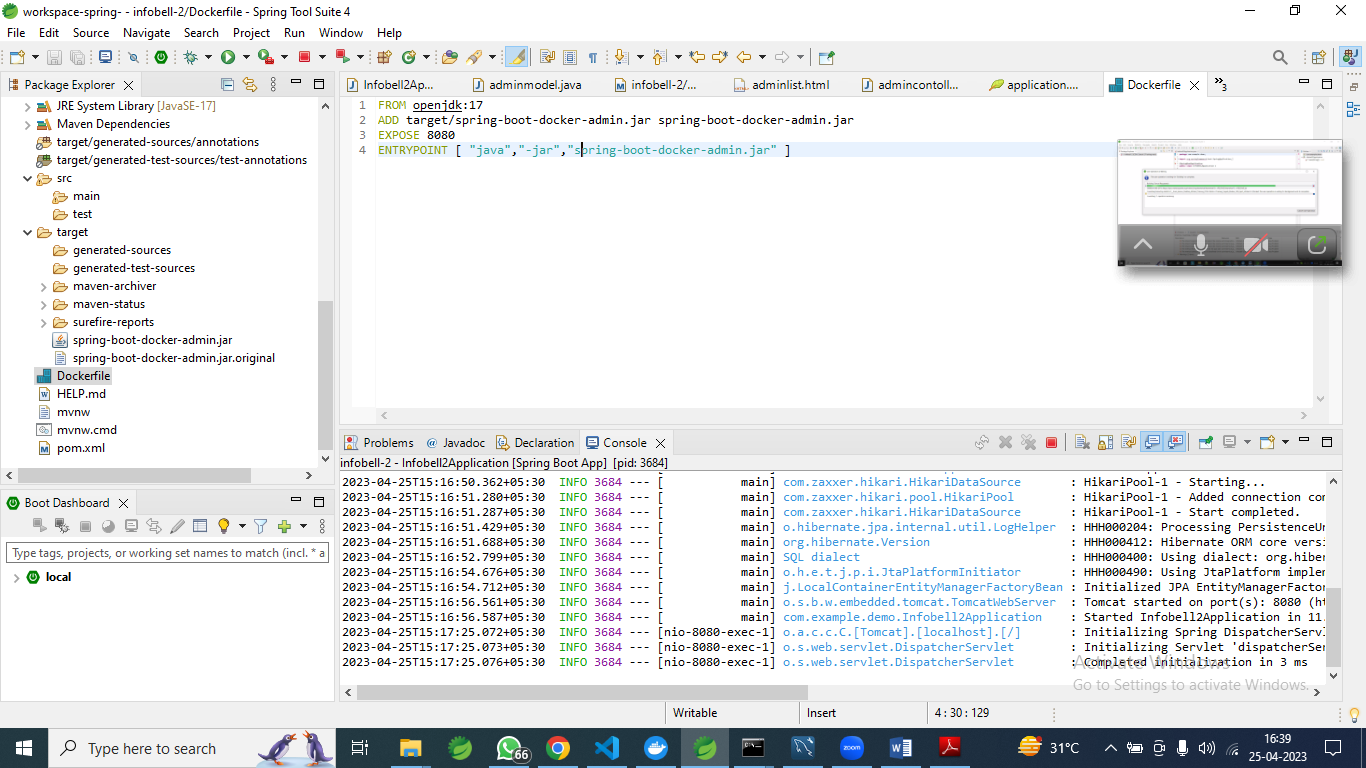 workspace-spring- - infobell-2/Dockerfile - Spring Tool Suite 4
File Edit Source Navigate Search Project Run Window Help
Package Explorer
JRE System Library [JavaSE-17]
Maven Dependencies
target/generated-sources/annotations
target/generated-test-sources/test-annotations
src
main
test
target
generated-sources
generated-test-sources
maven-archiver
maven-status
surefire-reports
spring-boot-docker-admin.jar
spring-boot-docker-admin.jar.original
Dockerfile
HELP.md
mvnw
mvnw.cmd
pom.xml
Infobell2Ap... adminmodel.java infobell-2/... adminlist.html admincontoll... application.... Dockerfile 3
1 FROM openjdk:17
2 ADD target/spring-boot-docker-admin.jar spring-boot-docker-admin.jar
3 EXPOSE 8080
4 ENTRYPOINT [ "java","-jar","spring-boot-docker-admin.jar" ]
Boot Dashboard
Type tags, projects, or working set names to match (incl. * a
local
Problems @ Javadoc Declaration Console
infobell-2 - Infobell2Application [Spring Boot App] [pid: 3684]
2023-04-25T15:16:50.362+05:30 INFO 3684 --- [ main] com.zaxxer.hikari.HikariDataSource : HikariPool-1 - Starting...
2023-04-25T15:16:51.280+05:30 INFO 3684 --- [ main] com.zaxxer.hikari.pool.HikariPool : HikariPool-1 - Added connection con
2023-04-25T15:16:51.287+05:30 INFO 3684 --- [ main] com.zaxxer.hikari.HikariDataSource : HikariPool-1 - Start completed.
2023-04-25T15:16:51.429+05:30 INFO 3684 --- [ main] o.hibernate.jpa.internal.util.LogHelper : HHH000204: Processing PersistenceUn
2023-04-25T15:16:51.688+05:30 INFO 3684 --- [ main] org.hibernate.Version : HHH000412: Hibernate ORM core versi
2023-04-25T15:16:52.799+05:30 INFO 3684 --- [ main] SQL dialect : HHH000400: Using dialect: org.hiber
2023-04-25T15:16:54.676+05:30 INFO 3684 --- [ main] o.h.e.t.j.p.i.JtaPlatformInitiator : HHH000490: Using JtaPlatform implem
2023-04-25T15:16:54.712+05:30 INFO 3684 --- [ main] j.LocalContainerEntityManagerFactoryBean : Initialized JPA EntityManagerFactor
2023-04-25T15:16:56.561+05:30 INFO 3684 --- [ main] o.s.b.w.embedded.tomcat.TomcatWebServer : Tomcat started on port(s): 8080 (ht
2023-04-25T15:16:56.587+05:30 INFO 3684 --- [ main] com.example.demo.Infobell2Application : Started Infobell2Application in 11.
2023-04-25T15:17:25.072+05:30 INFO 3684 --- [nio-8080-exec-1] o.a.c.c.C.[Tomcat].[localhost].[/] : Initializing Spring DispatcherServl
2023-04-25T15:17:25.073+05:30 INFO 3684 --- [nio-8080-exec-1] o.s.web.servlet.DispatcherServlet : Initializing Servlet 'dispatcherSer
2023-04-25T15:17:25.076+05:30 INFO 3684 --- [nio-8080-exec-1] o.s.web.servlet.DispatcherServlet : Completed initialization in 3 ms
Activate Windows
Go to Settings to activate Windows.
Writable Insert 4 : 30 : 129
Type here to search
66
zoom
31°C
16:39
25-04-2023